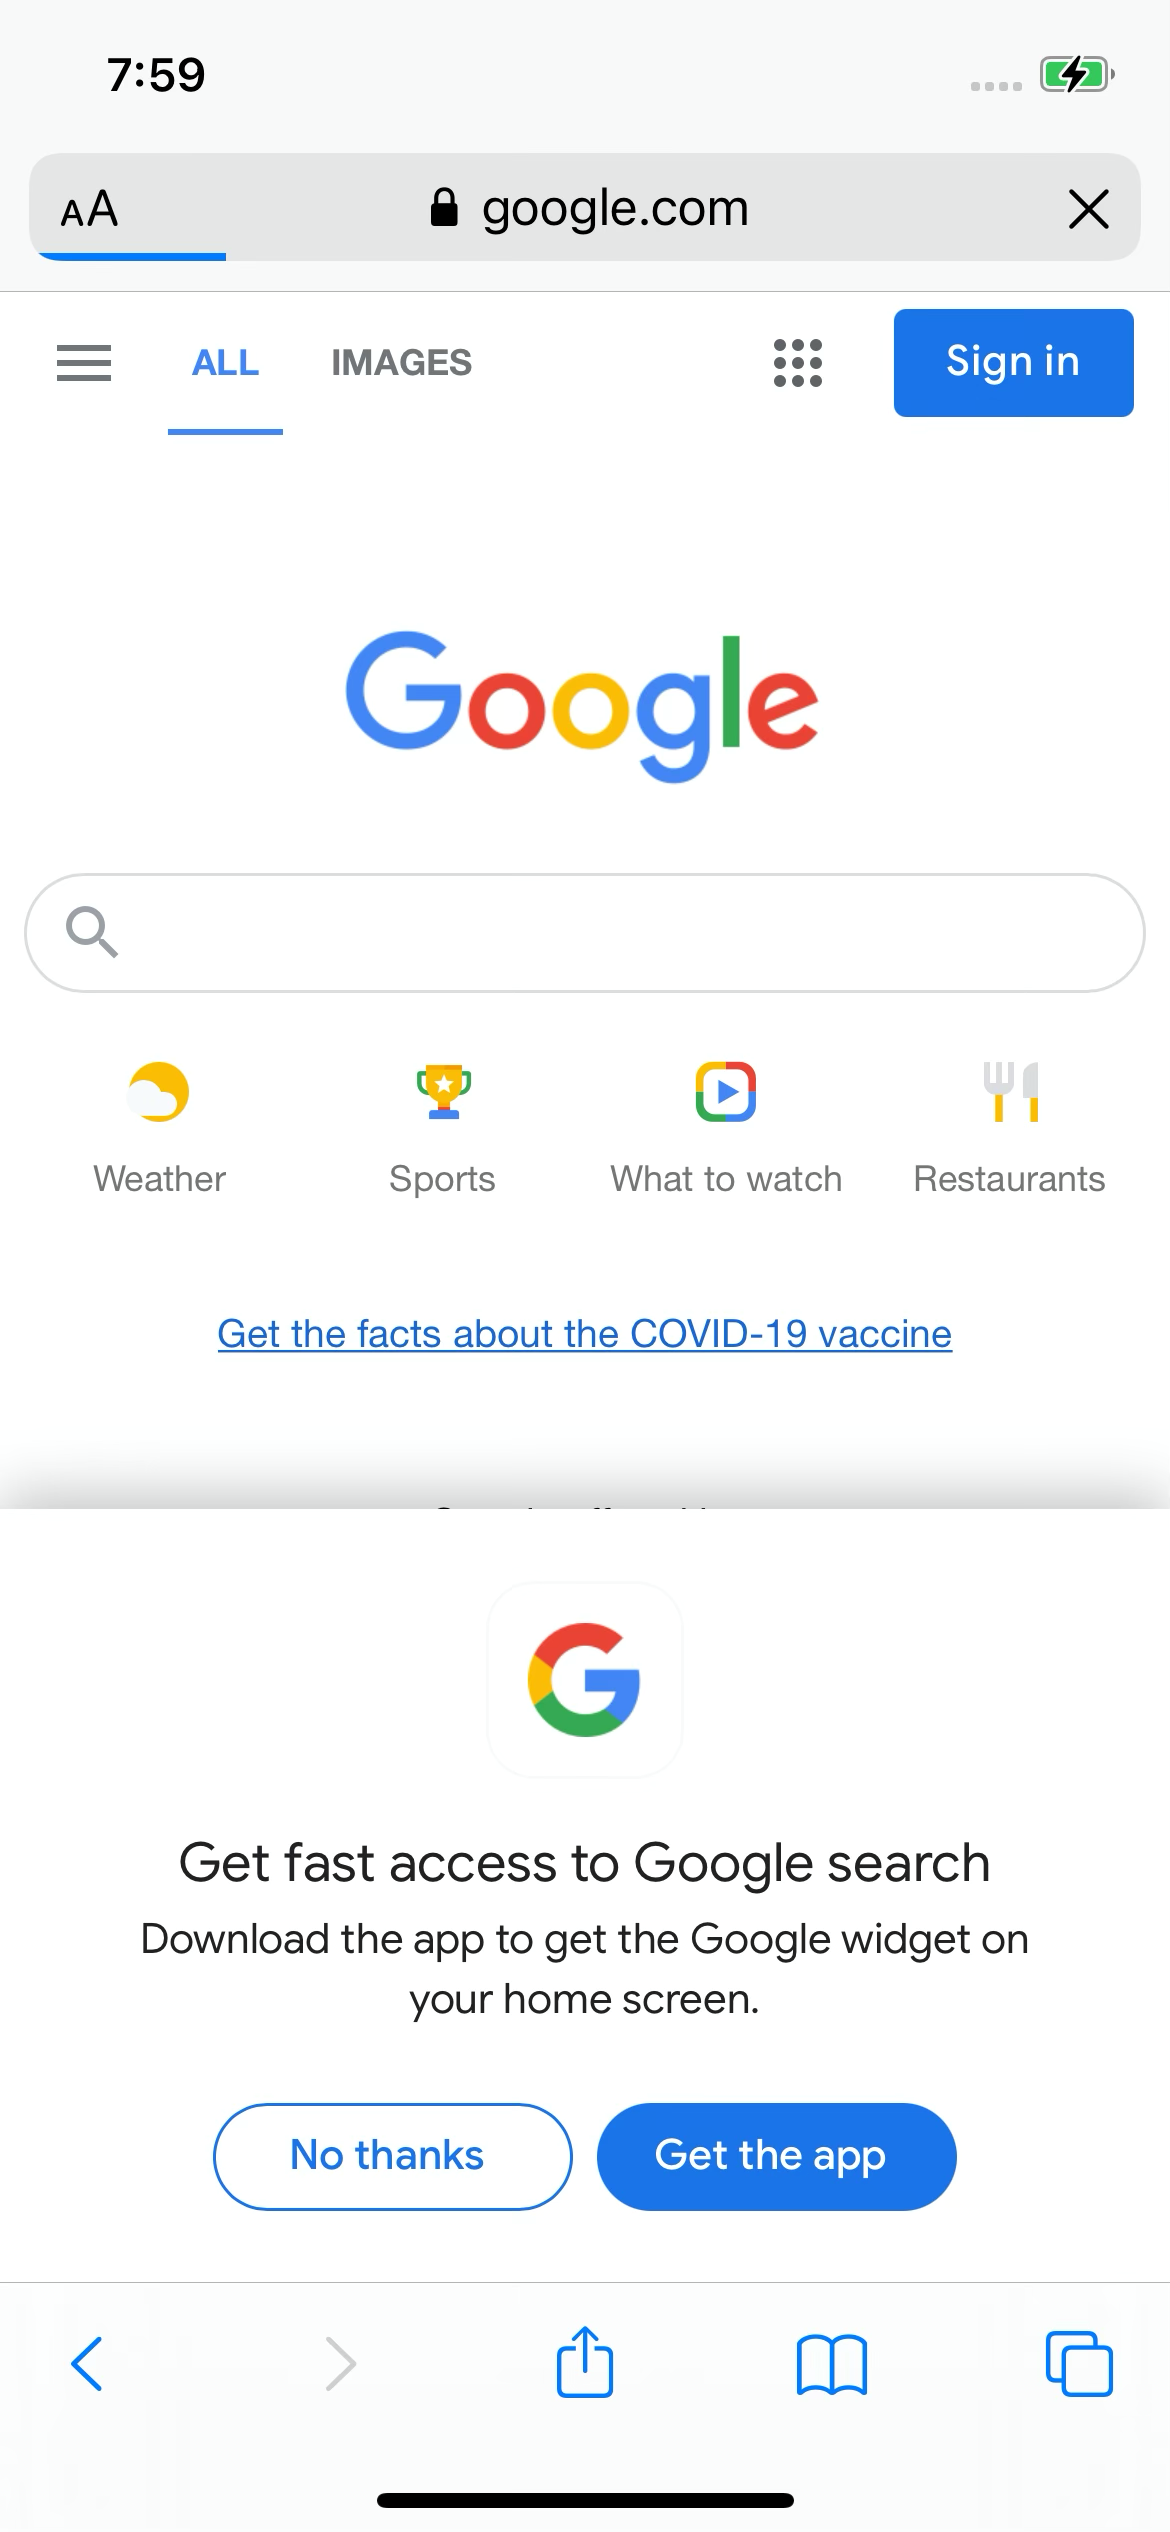 7:59
AA google.com
ALL IMAGES Sign in
Google
Weather Sports What to watch Restaurants
Get the facts about the COVID-19 vaccine
G
Get fast access to Google search
Download the app to get the Google widget on
your home screen.
No thanks Get the app